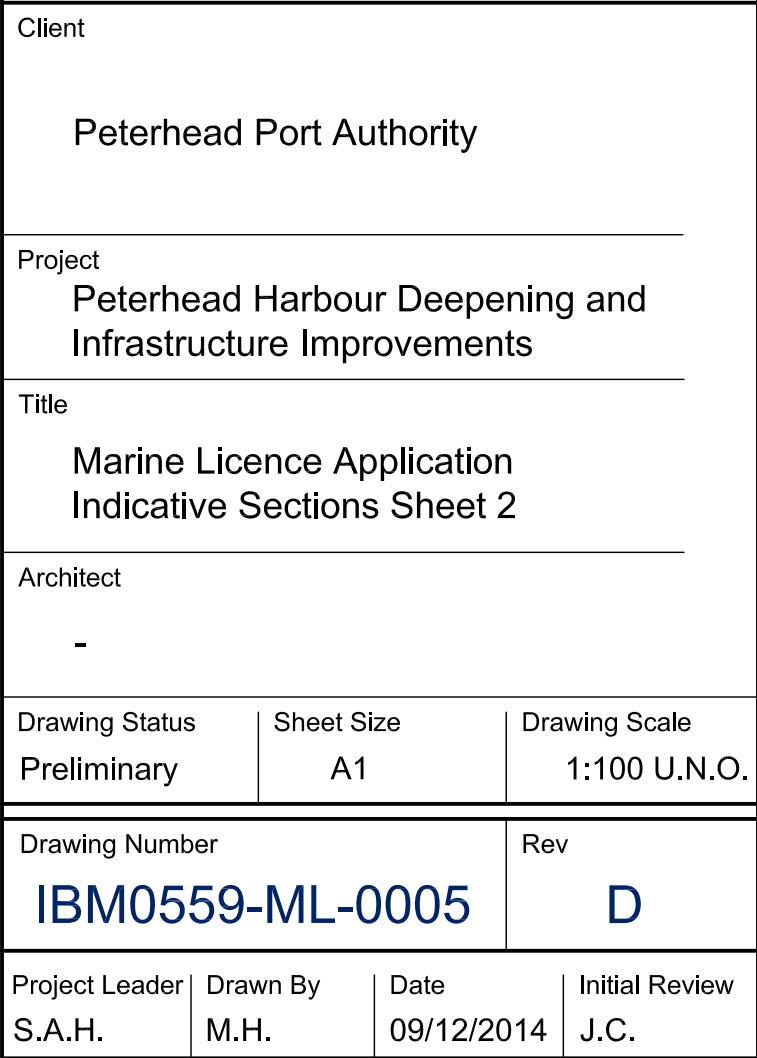 Client
Peterhead Port Authority
Project
Peterhead Harbour Deepening and
Infrastructure Improvements
Title
Marine Licence Application
Indicative Sections Sheet 2
Architect
-
Drawing Status
Preliminary
Sheet Size
A1
Drawing Scale
1:100 U.N.O.
Drawing Number
IBM0559-ML-0005
Rev
D
Project Leader
S.A.H.
Drawn By
M.H.
Date
09/12/2014
Initial Review
J.C.